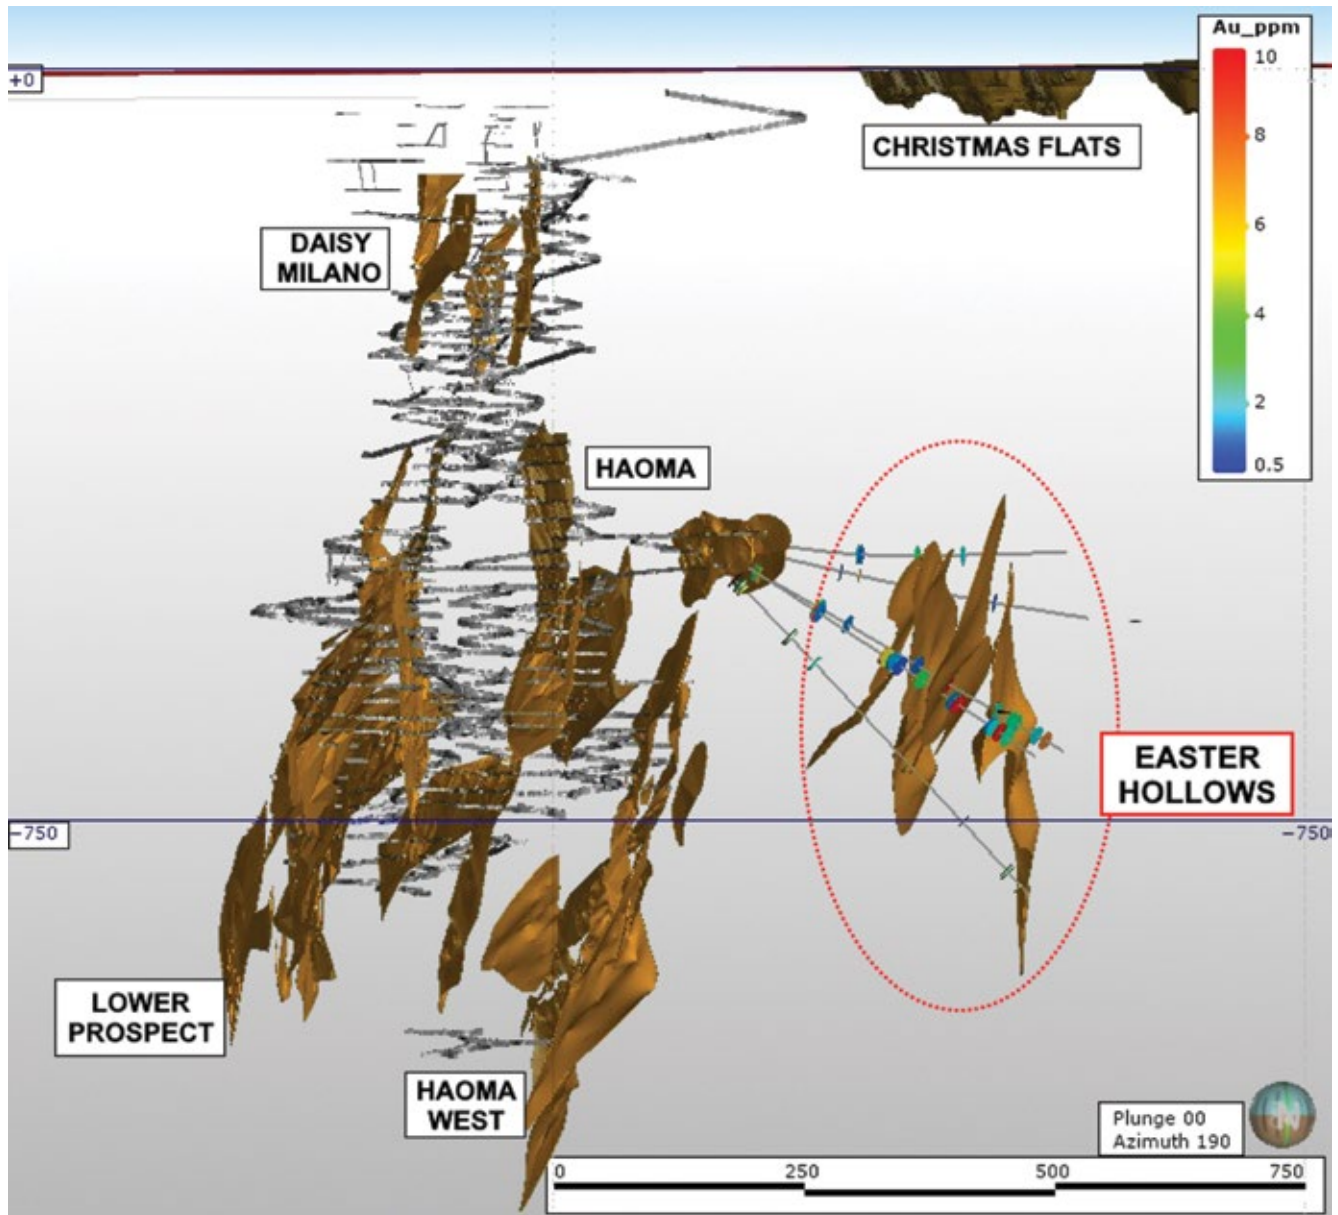 Au_ppm
+0
10
8
6
4
2
0.5
CHRISTMAS FLATS
DAISY
MILANO
HAOMA
EASTER
HOLLOWS
-750
-750
LOWER
PROSPECT
HAOMA
WEST
Plunge 00
Azimuth 190
0
250
500
750